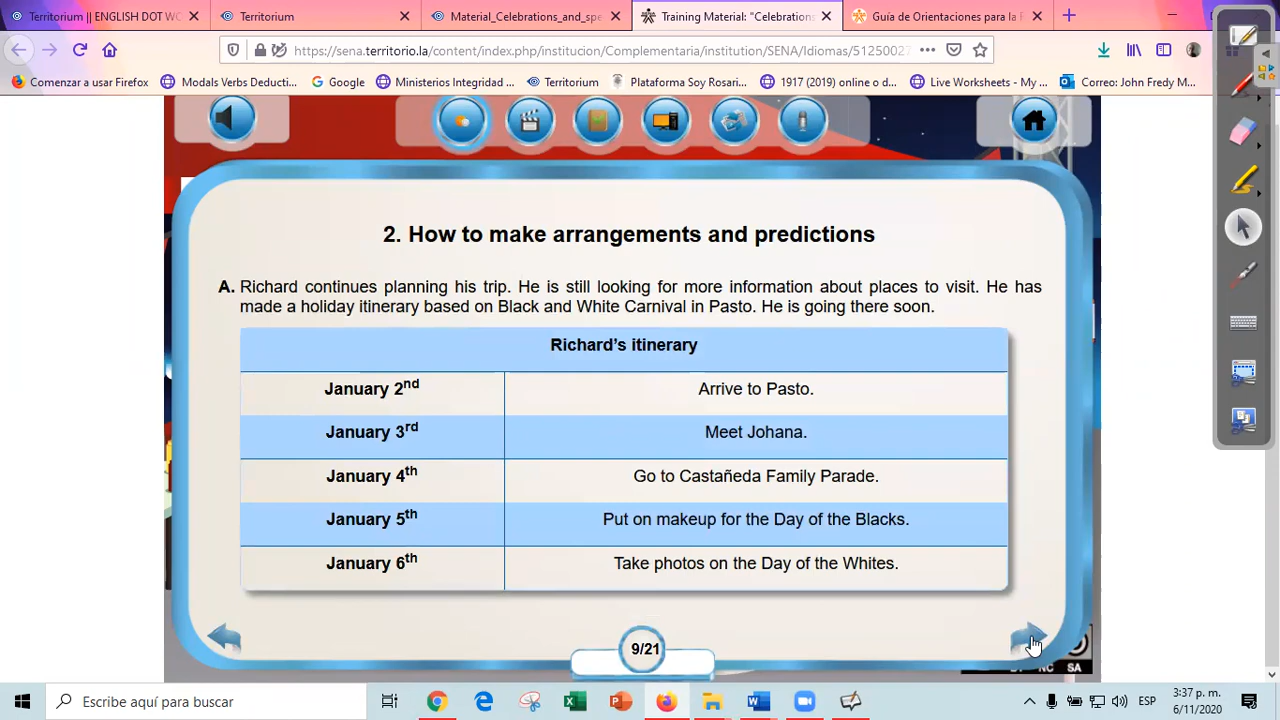 Territorium || ENGLISH DOT WO
Territorium
Material_Celebrations_and_spe
Training Material: "Celebrations
Guía de Orientaciones para la F
https://sena.territorio.la/content/index.php/institucion/Complementaria/institution/SENA/Idiomas/51250027
Comenzar a usar Firefox
Modals Verbs Deducti...
Google
Ministerios Integridad ...
Territorium
Plataforma Soy Rosari...
1917 (2019) online o d...
Live Worksheets - My ...
Correo: John Fredy M...
2. How to make arrangements and predictions
A. Richard continues planning his trip. He is still looking for more information about places to visit. He has
made a holiday itinerary based on Black and White Carnival in Pasto. He is going there soon.
Richard's itinerary
January 2nd Arrive to Pasto.
January 3rd Meet Johana.
January 4th Go to Castañeda Family Parade.
January 5th Put on makeup for the Day of the Blacks.
January 6th Take photos on the Day of the Whites.
9/21
NC SA
Escribe aquí para buscar
ESP
3:37 p. m.
6/11/2020